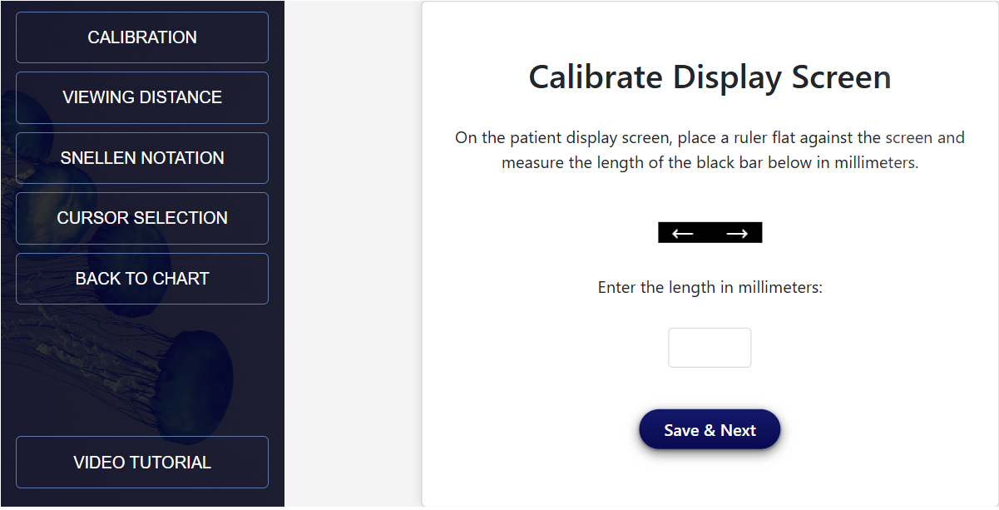 CALIBRATION
VIEWING DISTANCE
SNELLEN NOTATION
CURSOR SELECTION
BACK TO CHART
VIDEO TUTORIAL
Calibrate Display Screen
On the patient display screen, place a ruler flat against the screen and
measure the length of the black bar below in millimeters.
← →
Enter the length in millimeters:
Save & Next